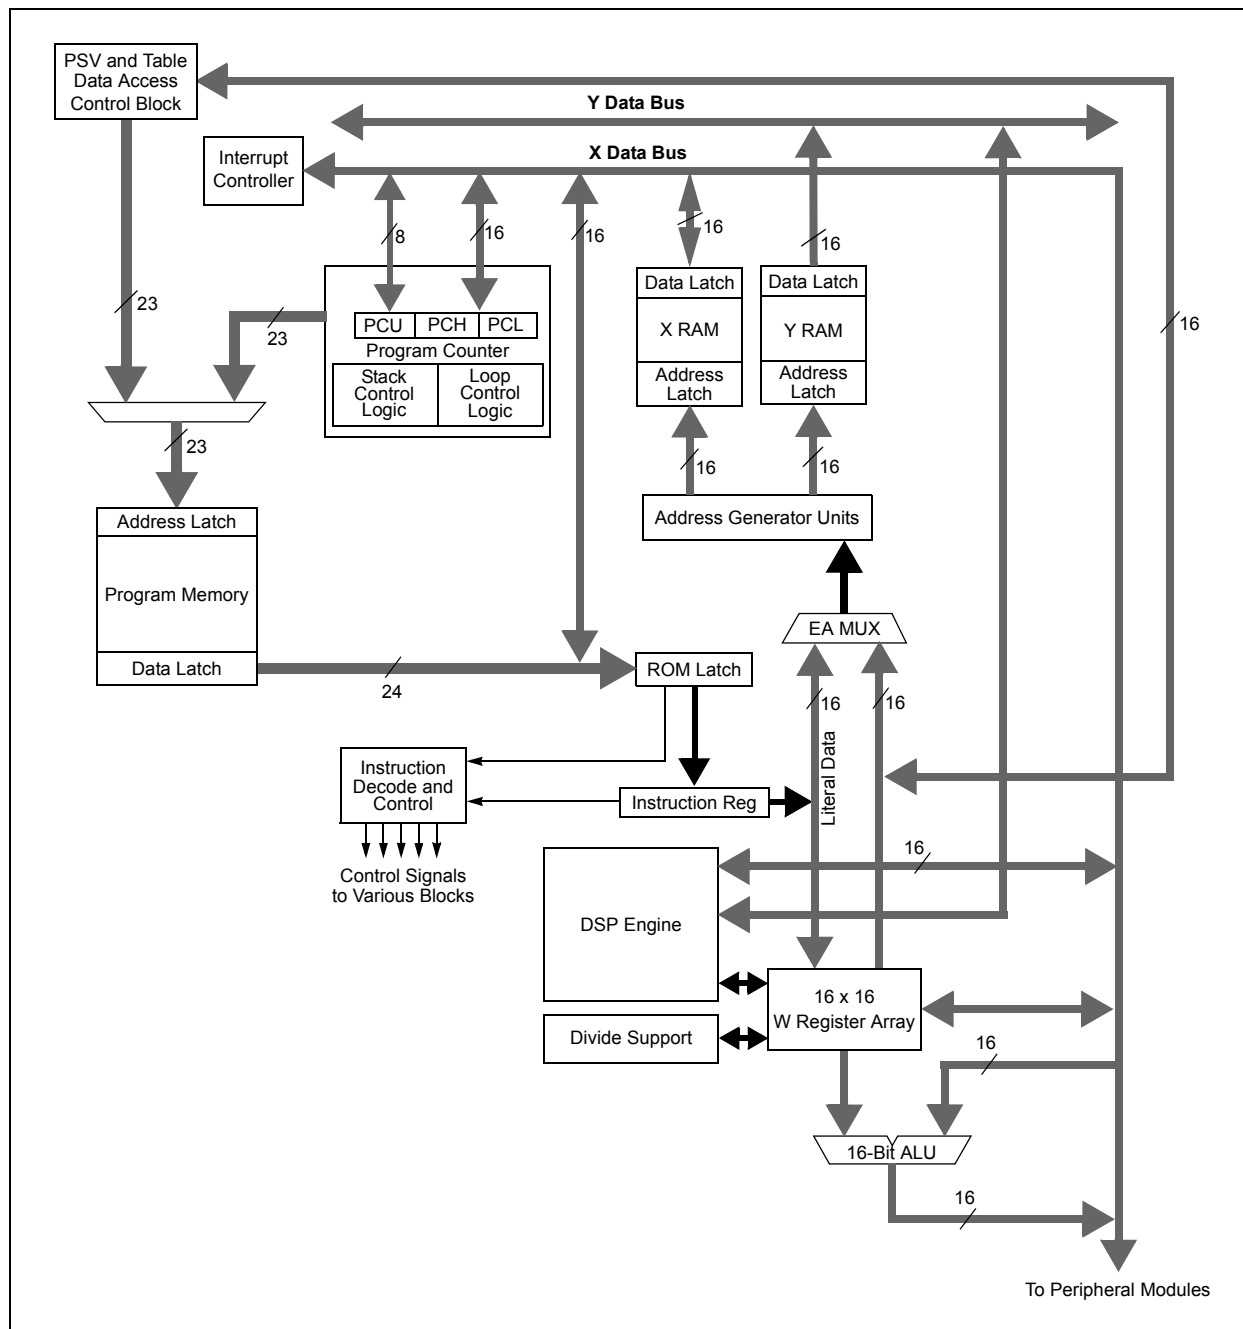 PSV and Table
Data Access
Control Block
Y Data Bus
Interrupt
Controller
X Data Bus
8
16
16
16
16
23
23
16
PCU
PCH
PCL
Program Counter
Stack
Control
Logic
Loop
Control
Logic
Data Latch
X RAM
Address
Latch
Data Latch
Y RAM
Address
Latch
23
16
16
Address Latch
Program Memory
Data Latch
Address Generator Units
EA MUX
24
ROM Latch
16
16
Literal Data
Instruction
Decode and
Control
Instruction Reg
Control Signals
to Various Blocks
16
DSP Engine
16 x 16
W Register Array
Divide Support
16
16-Bit ALU
16
To Peripheral Modules